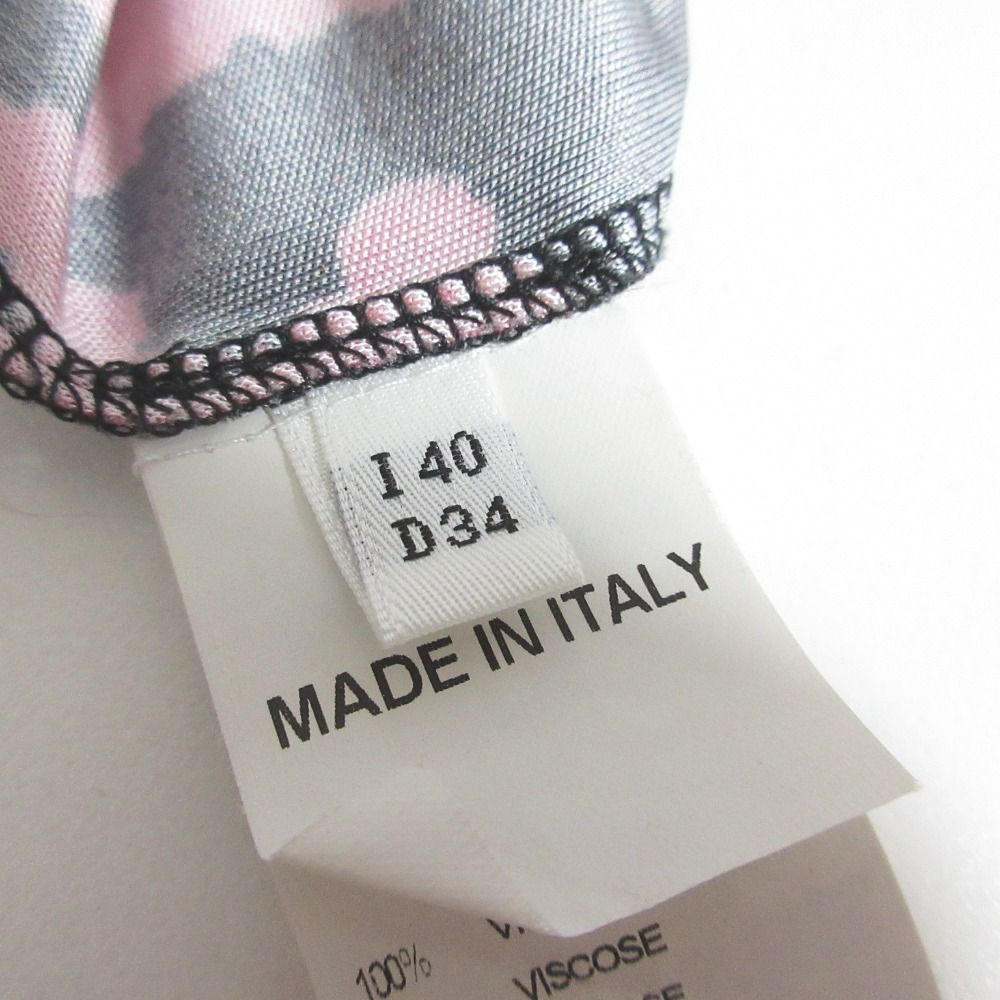 I 40
D34
MADE IN ITALY
100% VISCOSE